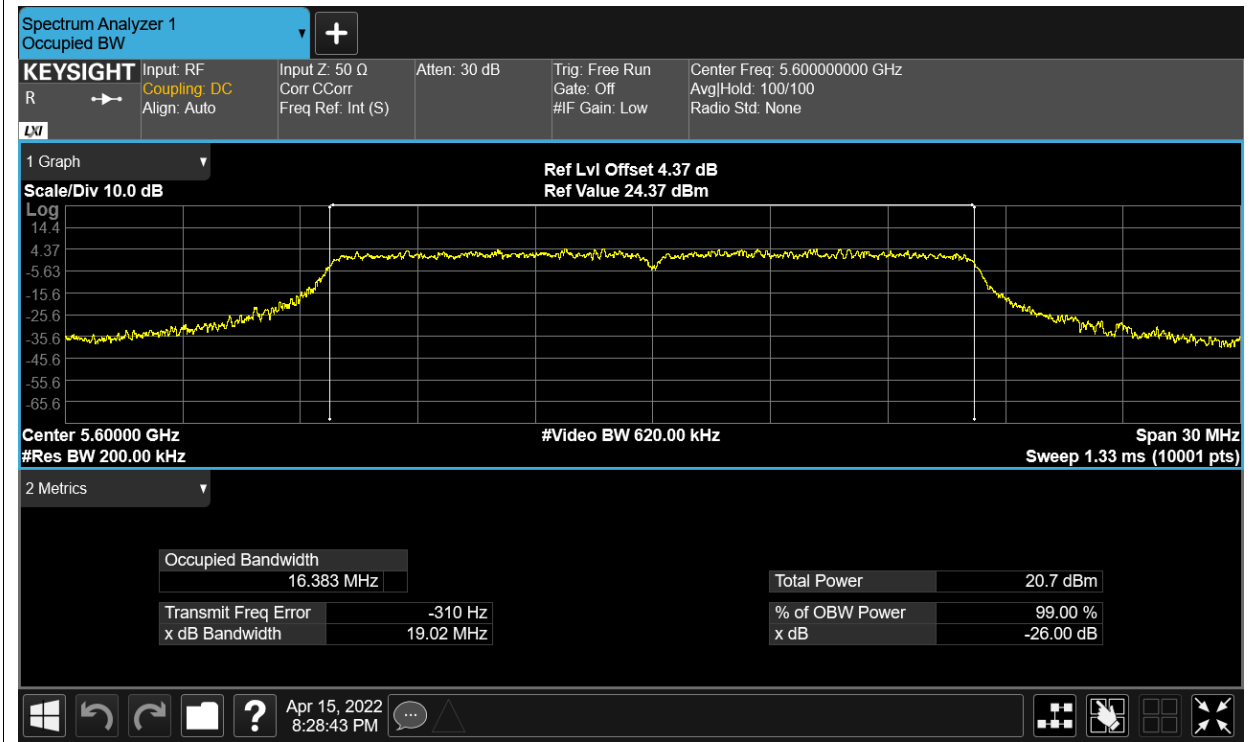 Spectrum Analyzer 1
Occupied BW
KEYSIGHT
R
LXI
Input: RF
Coupling: DC
Align: Auto
Input Z: 50 Ω
Corr CCorr
Freq Ref: Int (S)
Atten: 30 dB
Trig: Free Run
Gate: Off
#IF Gain: Low
Center Freq: 5.600000000 GHz
Avg|Hold: 100/100
Radio Std: None
1 Graph
Scale/Div 10.0 dB
Ref Lvl Offset 4.37 dB
Ref Value 24.37 dBm
Log
14.4
4.37
-5.63
-15.6
-25.6
-35.6
-45.6
-55.6
-65.6
Center 5.60000 GHz
#Video BW 620.00 kHz
Span 30 MHz
#Res BW 200.00 kHz
Sweep 1.33 ms (10001 pts)
2 Metrics
Occupied Bandwidth
16.383 MHz
Total Power 20.7 dBm
Transmit Freq Error -310 Hz
% of OBW Power 99.00 %
x dB Bandwidth 19.02 MHz
x dB -26.00 dB
?
Apr 15, 2022
8:28:43 PM